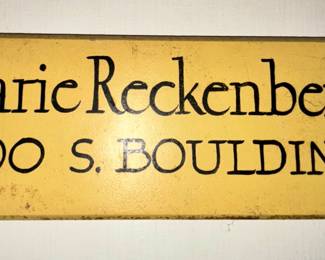 arie Reckenbe
00 S. BOULDIN